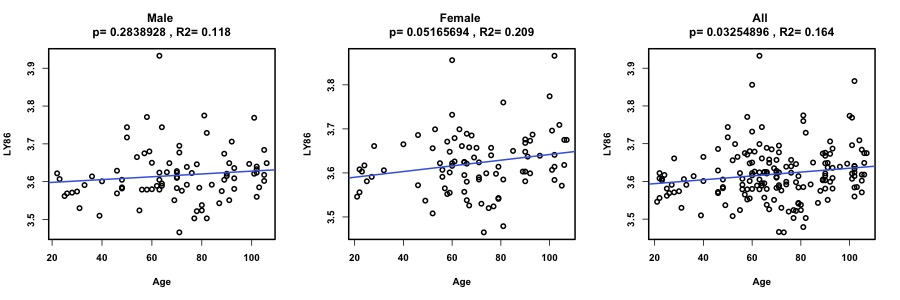 Male
p= 0.2838928 , R2= 0.118
LY86
3.9
3.8
3.7
3.6
3.5
20 40 60 80 100
Age
Female
p= 0.05165694 , R2= 0.209
LY86
3.8
3.7
3.6
3.5
20 40 60 80 100
Age
All
p= 0.03254896 , R2= 0.164
LY86
3.9
3.8
3.7
3.6
3.5
20 40 60 80 100
Age